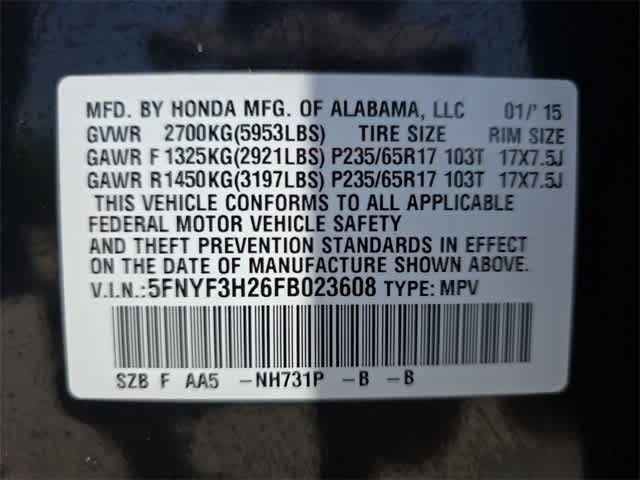 MFD. BY HONDA MFG. OF ALABAMA, LLC 01/'15
GVWR 2700KG(5953LBS) TIRE SIZE RIM SIZE
GAWR F 1325KG(2921LBS) P235/65R17 103T 17X7.5J
GAWR R1450KG(3197LBS) P235/65R17 103T 17X7.5J
THIS VEHICLE CONFORMS TO ALL APPLICABLE
FEDERAL MOTOR VEHICLE SAFETY
AND THEFT PREVENTION STANDARDS IN EFFECT
ON THE DATE OF MANUFACTURE SHOWN ABOVE.
V.I.N.:5FNYF3H26FB023608 TYPE: MPV
SZB F AA5 -NH731P -B -B